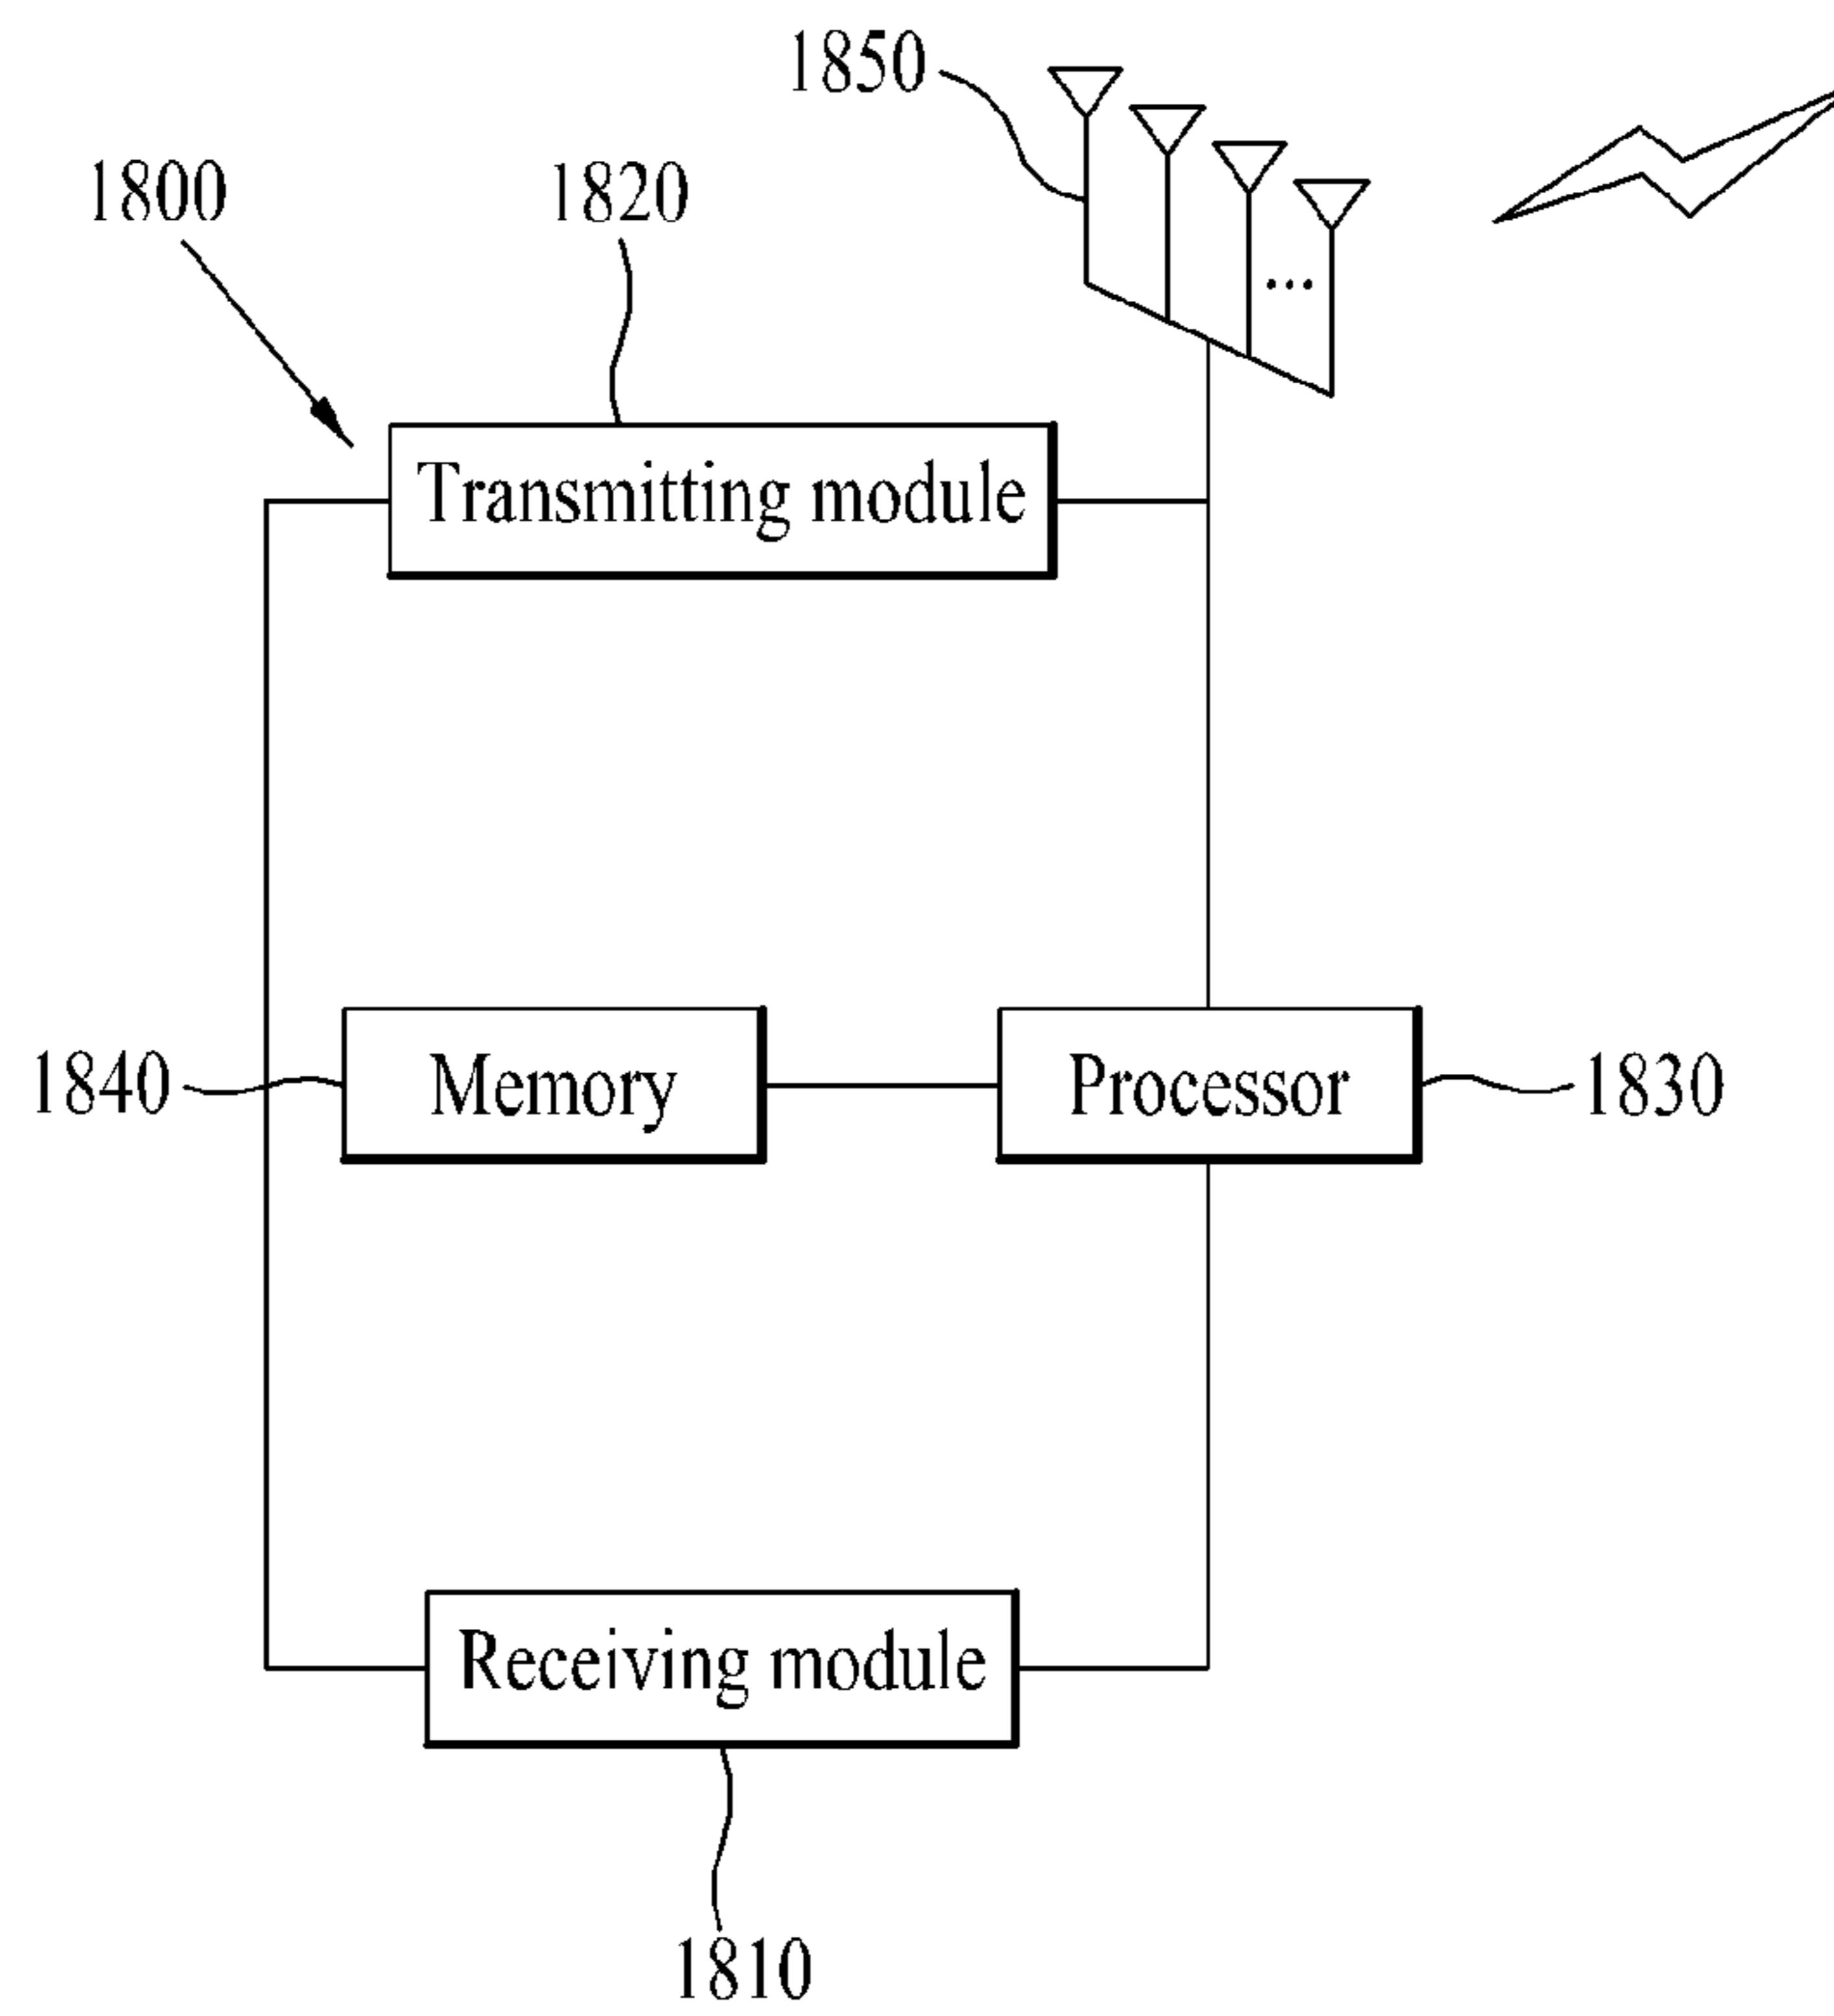 1850
1800
1820
...
Transmitting module
1840
Memory
Processor
1830
Receiving module
1810